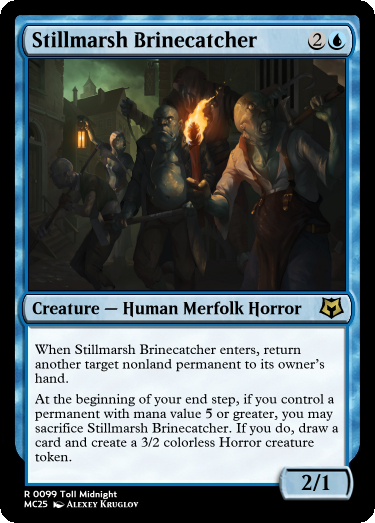 Stillmarsh Brinecatcher 2
Creature — Human Merfolk Horror
When Stillmarsh Brinecatcher enters, return
another target nonland permanent to its owner’s
hand.
At the beginning of your end step, if you control a
permanent with mana value 5 or greater, you may
sacrifice Stillmarsh Brinecatcher. If you do, draw a
card and create a 3/2 colorless Horror creature
token.
2/1
R 0099 Toll Midnight
MC25 Alexey Kruglov